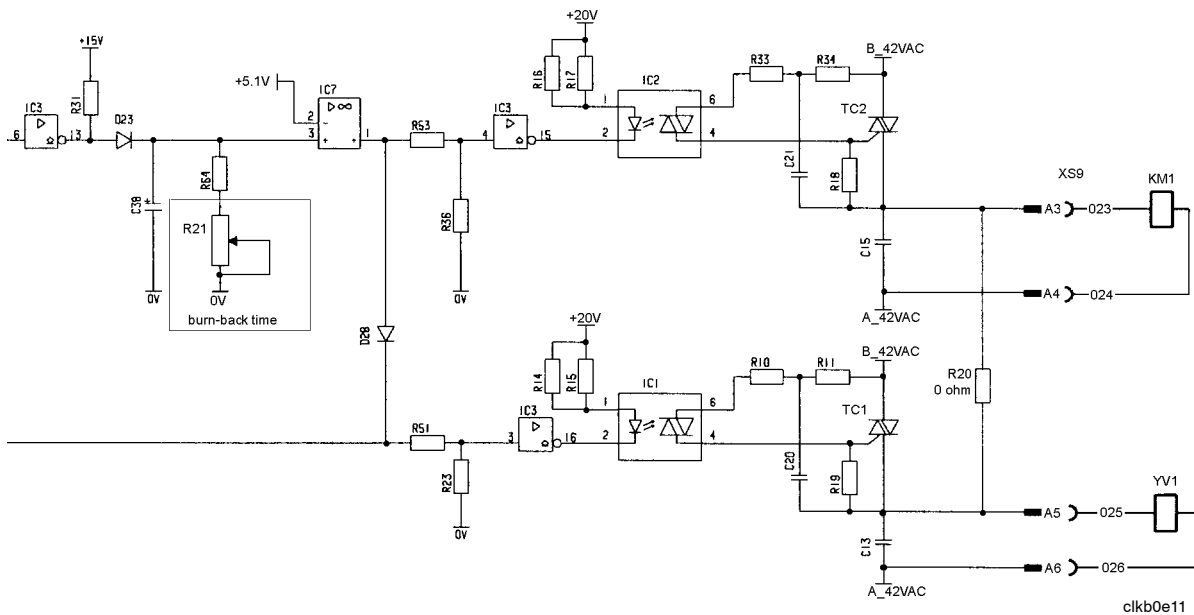 +20V
+15V
B_42VAC
R16
R17
R33
R34
IC7
IC2
+5.1V
R31
IC3
D23
IC3
1
6
TC2
2
6
13
3
1
R53
4
15
2
4
C21
R18
XS9
KM1
R64
C38
R21
R36
A3
023
C15
0V
0V
0V
A4
024
burn-back time
A_42VAC
+20V
D28
B_42VAC
R14
R15
IC1
R10
R11
R20
0 ohm
1
6
TC1
IC3
R51
3
16
2
4
R23
C20
R19
YV1
A5
025
0V
C13
A6
026
A_42VAC
clkb0e11